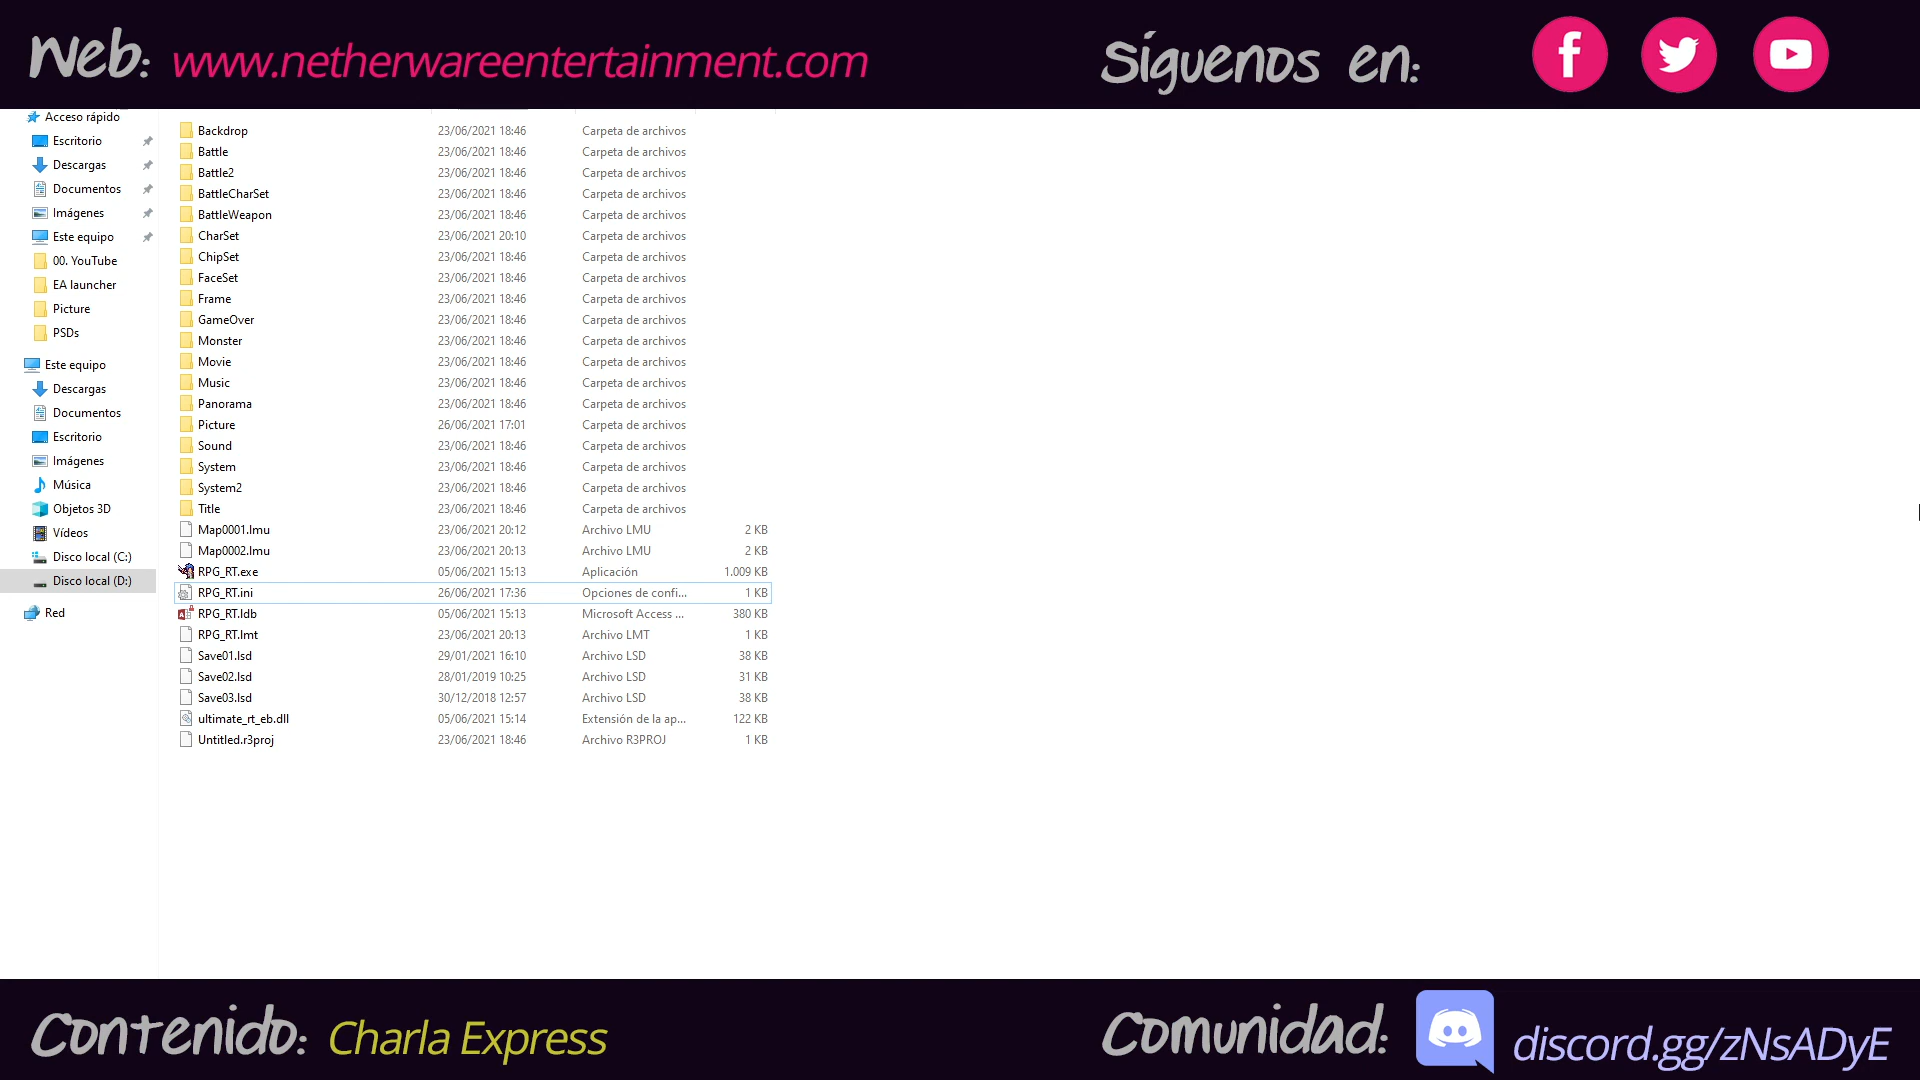 Web: www.netherwareentertainment.com Síguenos en:
Acceso rápido
Escritorio
Descargas
Documentos
Imágenes
Este equipo
00. YouTube
EA launcher
Picture
PSDs
Este equipo
Descargas
Documentos
Escritorio
Imágenes
Música
Objetos 3D
Vídeos
Disco local (C:)
Disco local (D:)
Red
Backdrop 23/06/2021 18:46 Carpeta de archivos
Battle 23/06/2021 18:46 Carpeta de archivos
Battle2 23/06/2021 18:46 Carpeta de archivos
BattleCharSet 23/06/2021 18:46 Carpeta de archivos
BattleWeapon 23/06/2021 18:46 Carpeta de archivos
CharSet 23/06/2021 20:10 Carpeta de archivos
ChipSet 23/06/2021 18:46 Carpeta de archivos
FaceSet 23/06/2021 18:46 Carpeta de archivos
Frame 23/06/2021 18:46 Carpeta de archivos
GameOver 23/06/2021 18:46 Carpeta de archivos
Monster 23/06/2021 18:46 Carpeta de archivos
Movie 23/06/2021 18:46 Carpeta de archivos
Music 23/06/2021 18:46 Carpeta de archivos
Panorama 23/06/2021 18:46 Carpeta de archivos
Picture 26/06/2021 17:01 Carpeta de archivos
Sound 23/06/2021 18:46 Carpeta de archivos
System 23/06/2021 18:46 Carpeta de archivos
System2 23/06/2021 18:46 Carpeta de archivos
Title 23/06/2021 18:46 Carpeta de archivos
Map0001.lmu 23/06/2021 20:12 Archivo LMU 2 KB
Map0002.lmu 23/06/2021 20:13 Archivo LMU 2 KB
RPG_RT.exe 05/06/2021 15:13 Aplicación 1.009 KB
RPG_RT.ini 26/06/2021 17:36 Opciones de confi... 1 KB
RPG_RT.ldb 05/06/2021 15:13 Microsoft Access ... 380 KB
RPG_RT.lmt 23/06/2021 20:13 Archivo LMT 1 KB
Save01.lsd 29/01/2021 16:10 Archivo LSD 38 KB
Save02.lsd 28/01/2019 10:25 Archivo LSD 31 KB
Save03.lsd 30/12/2018 12:57 Archivo LSD 38 KB
ultimate_rt_eb.dll 05/06/2021 15:14 Extensión de la ap... 122 KB
Untitled.r3proj 23/06/2021 18:46 Archivo R3PROJ 1 KB
Contenido: Charla Express Comunidad: discord.gg/zNsADyE